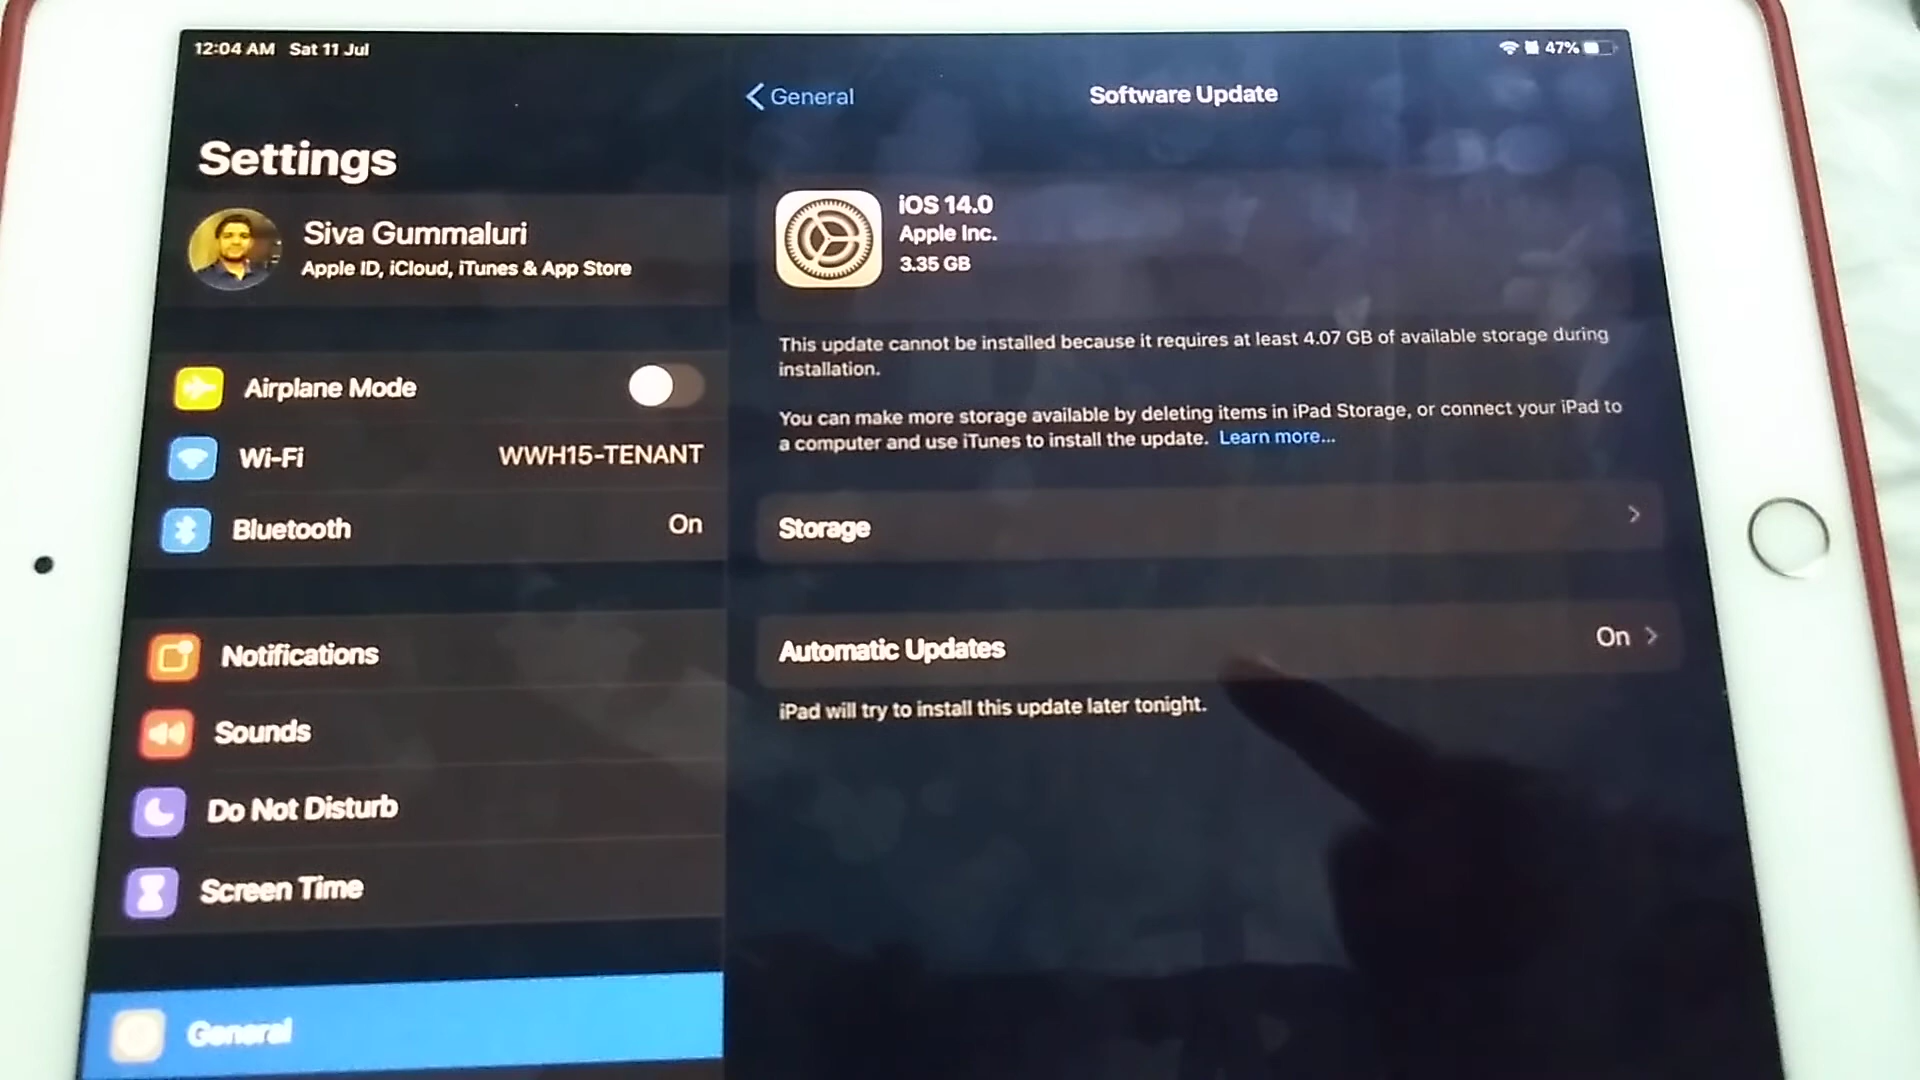 12:04 AM Sat 11 Jul
47%
Settings
Siva Gummaluri
Apple ID, iCloud, iTunes & App Store
Airplane Mode
Wi-Fi WWH15-TENANT
Bluetooth On
Notifications
Sounds
Do Not Disturb
Screen Time
General
General
Software Update
iOS 14.0
Apple Inc.
3.35 GB
This update cannot be installed because it requires at least 4.07 GB of available storage during
installation.
You can make more storage available by deleting items in iPad Storage, or connect your iPad to
a computer and use iTunes to install the update. Learn more...
Storage
Automatic Updates On
iPad will try to install this update later tonight.